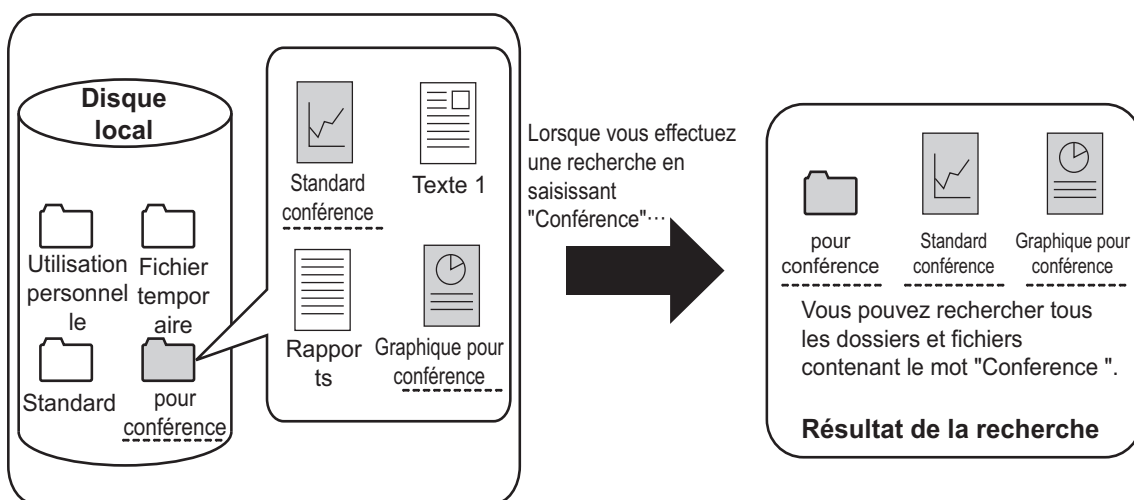 Disque
local
Utilisation
personnel
le
Fichier
tempor
aire
Standard
pour
conférence
Standard
conférence
Texte 1
Rappor
ts
Graphique pour
conférence
Lorsque vous effectuez
une recherche en
saisissant
"Conférence"···
pour
conférence
Standard
conférence
Graphique pour
conférence
Vous pouvez rechercher tous
les dossiers et fichiers
contenant le mot "Conference ".
Résultat de la recherche